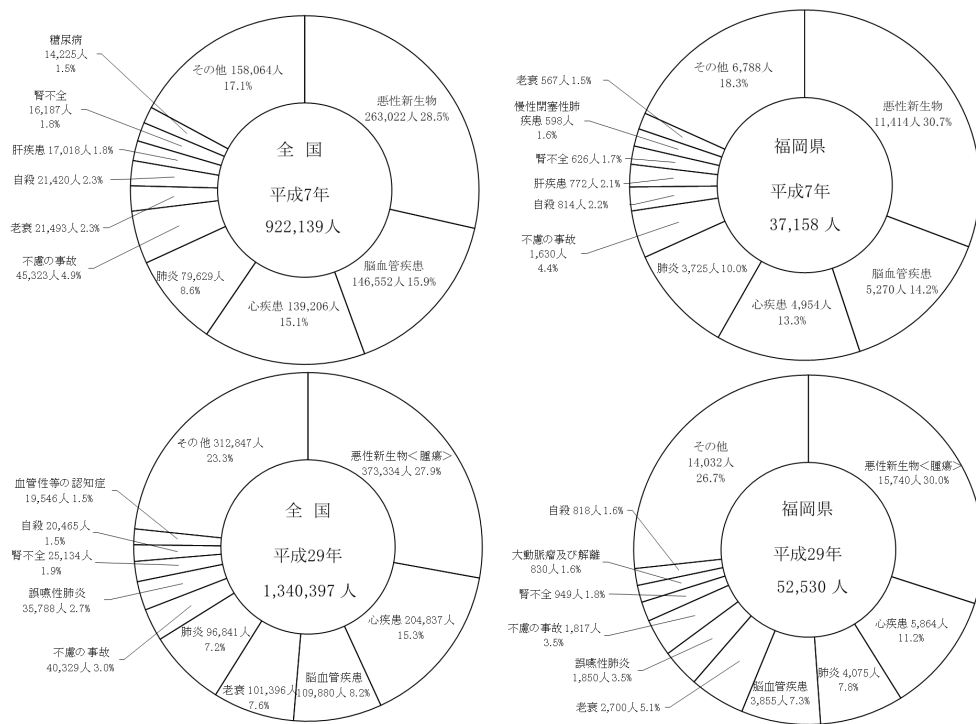 全 国
平成7年
922,139人
悪性新生物
263,022人 28.5%
脳血管疾患
146,552人 15.9%
心疾患 139,206人
15.1%
肺炎 79,629人
8.6%
不慮の事故
45,323人 4.9%
老衰 21,493人 2.3%
自殺 21,420人 2.3%
肝疾患 17,018人 1.8%
腎不全
16,187人
1.8%
糖尿病
14,225人
1.5%
その他 158,064人
17.1%
福岡県
平成7年
37,158 人
悪性新生物
11,414人 30.7%
脳血管疾患
5,270人 14.2%
心疾患 4,954人
13.3%
肺炎 3,725人 10.0%
不慮の事故
1,630人
4.4%
自殺 814人 2.2%
肝疾患 772人 2.1%
腎不全 626人 1.7%
慢性閉塞性肺
疾患 598人
1.6%
老衰 567人 1.5%
その他 6,788人
18.3%
全 国
平成29年
1,340,397 人
悪性新生物<腫瘍>
373,334人 27.9%
心疾患 204,837人
15.3%
脳血管疾患
109,880人 8.2%
老衰 101,396人
7.6%
肺炎 96,841人
7.2%
不慮の事故
40,329人 3.0%
誤嚥性肺炎
35,788人 2.7%
腎不全 25,134人
1.9%
自殺 20,465人
1.5%
血管性等の認知症
19,546人 1.5%
その他 312,847人
23.3%
福岡県
平成29年
52,530 人
悪性新生物<腫瘍>
15,740人 30.0%
心疾患 5,864人
11.2%
肺炎 4,075人
7.8%
脳血管疾患
3,855人 7.3%
老衰 2,700人 5.1%
誤嚥性肺炎
1,850人 3.5%
不慮の事故 1,817人
3.5%
腎不全 949人 1.8%
大動脈瘤及び解離
830人 1.6%
自殺 818人 1.6%
その他
14,032人
26.7%